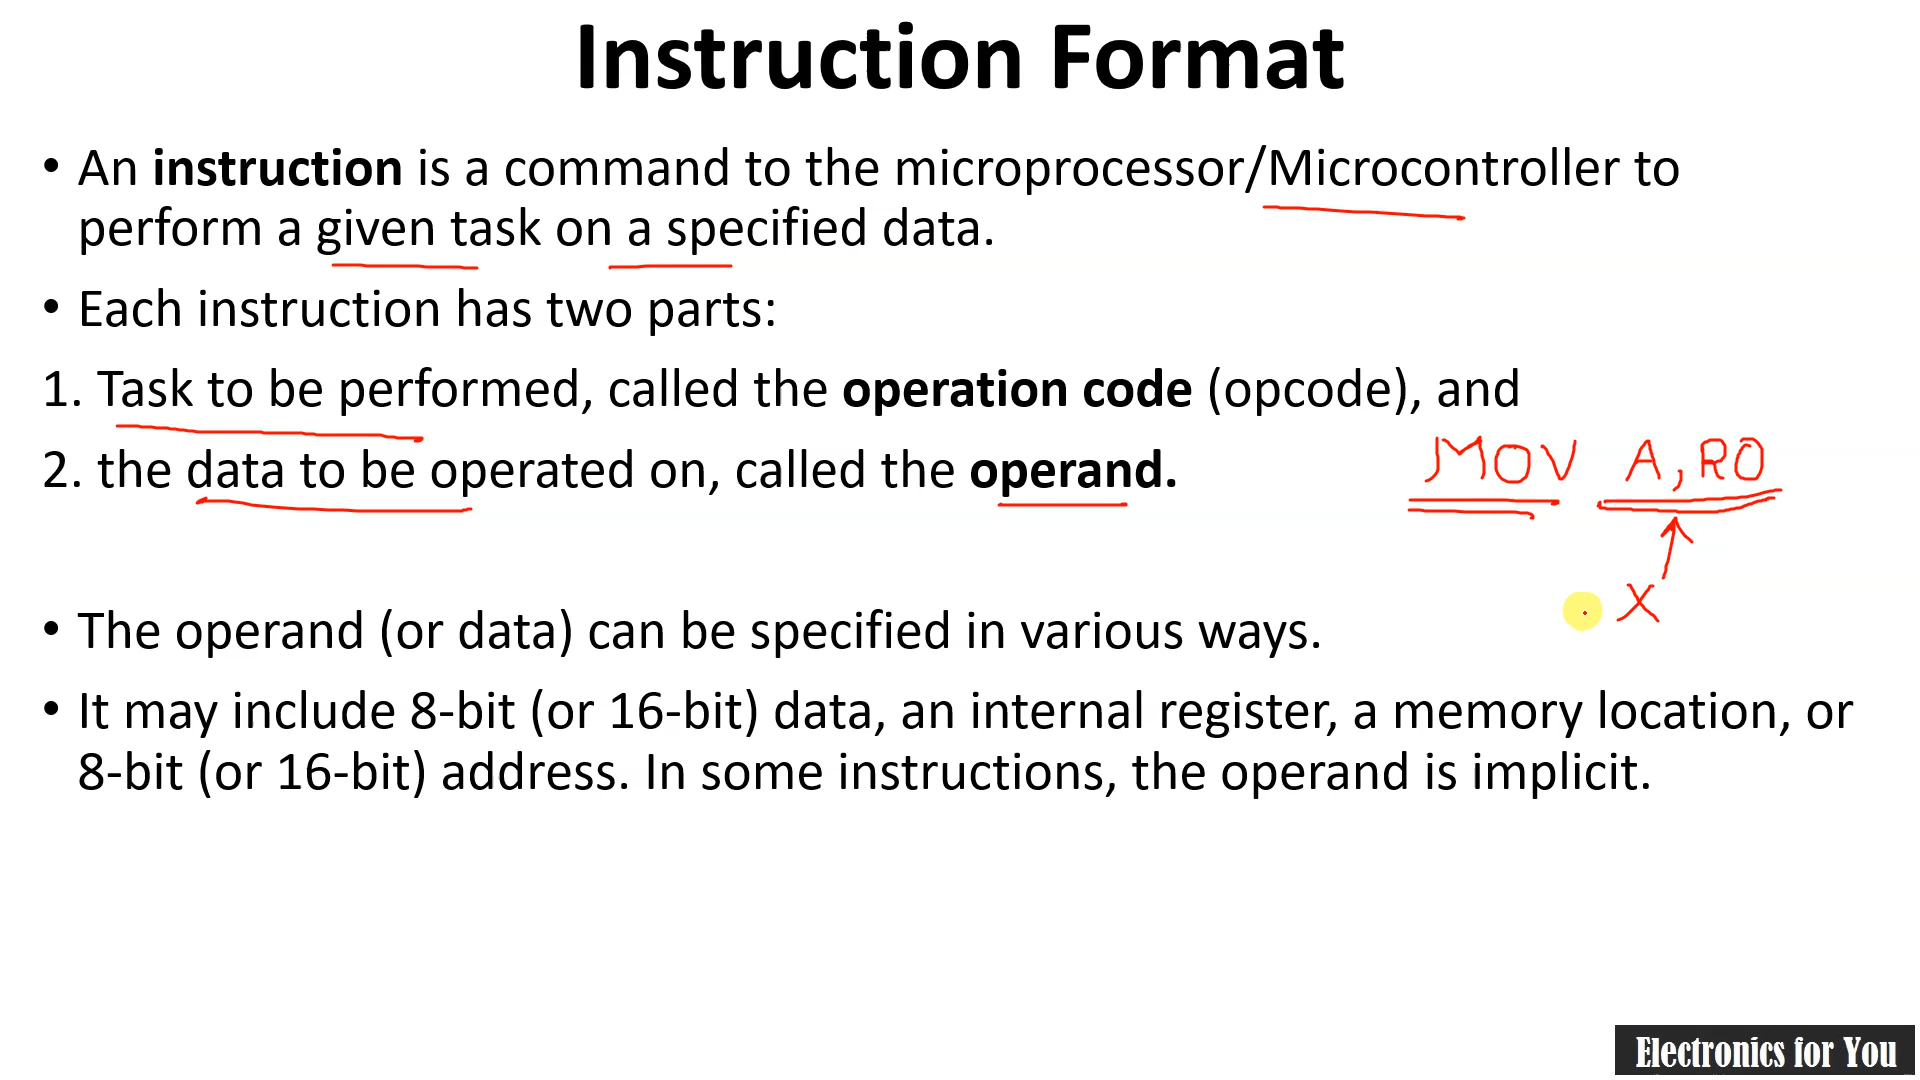 Instruction Format
• An instruction is a command to the microprocessor/Microcontroller to
perform a given task on a specified data.
• Each instruction has two parts:
1. Task to be performed, called the operation code (opcode), and
2. the data to be operated on, called the operand.
MOV A, R0
X
• The operand (or data) can be specified in various ways.
• It may include 8-bit (or 16-bit) data, an internal register, a memory location, or
8-bit (or 16-bit) address. In some instructions, the operand is implicit.
Electronics for You